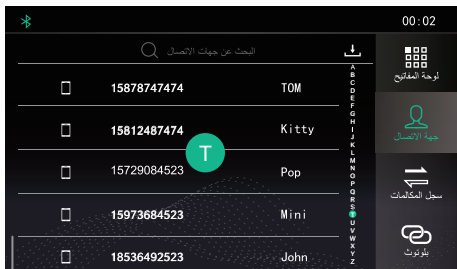 00:02
البحث عن جهات الاتصال
15878747474 TOM
15812487474 Kitty
T
15729084523 Pop
15973684523 Mini
18536492523 John
A
B
C
D
E
F
G
H
I
J
K
L
M
N
O
P
Q
R
S
T
U
V
W
X
Y
Z
لوحة المفاتيح
جهة الاتصال
سجل المكالمات
بلوتوث